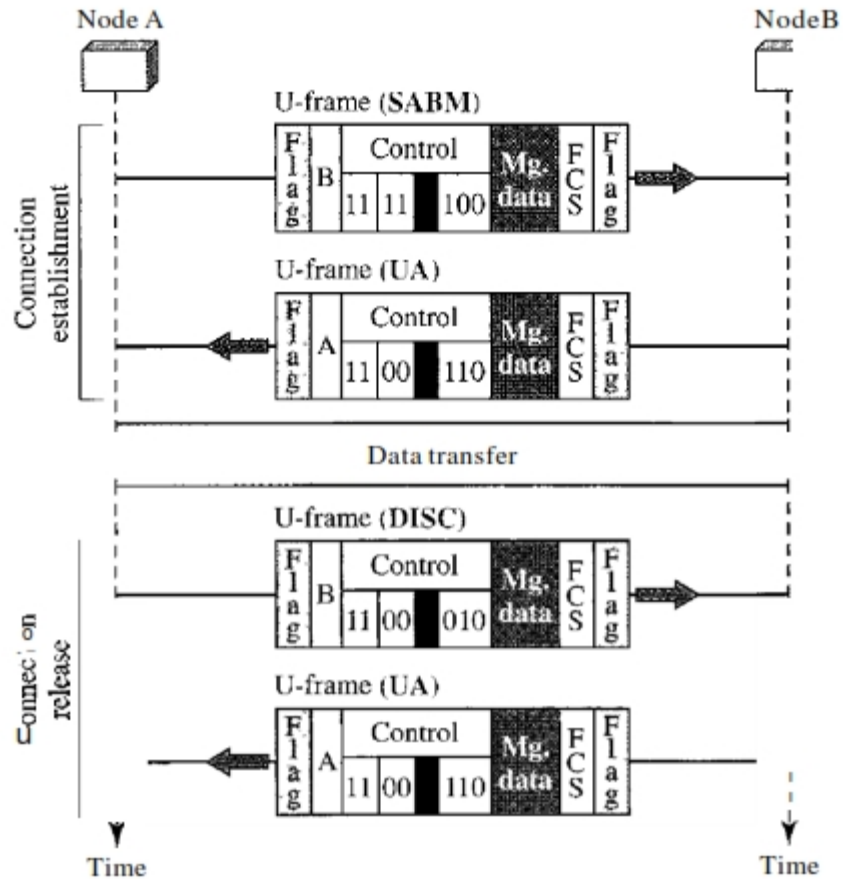 Node A
NodeB
U-frame (SABM)
Flag
B
Control
11
11
100
Mg. data
FCS
Flag
Connection establishment
U-frame (UA)
Flag
A
Control
11
00
110
Mg. data
FCS
Flag
Data transfer
U-frame (DISC)
Flag
B
Control
11
00
010
Mg. data
FCS
Flag
release
U-frame (UA)
Flag
A
Control
11
00
110
Mg. data
FCS
Flag
Time
Time